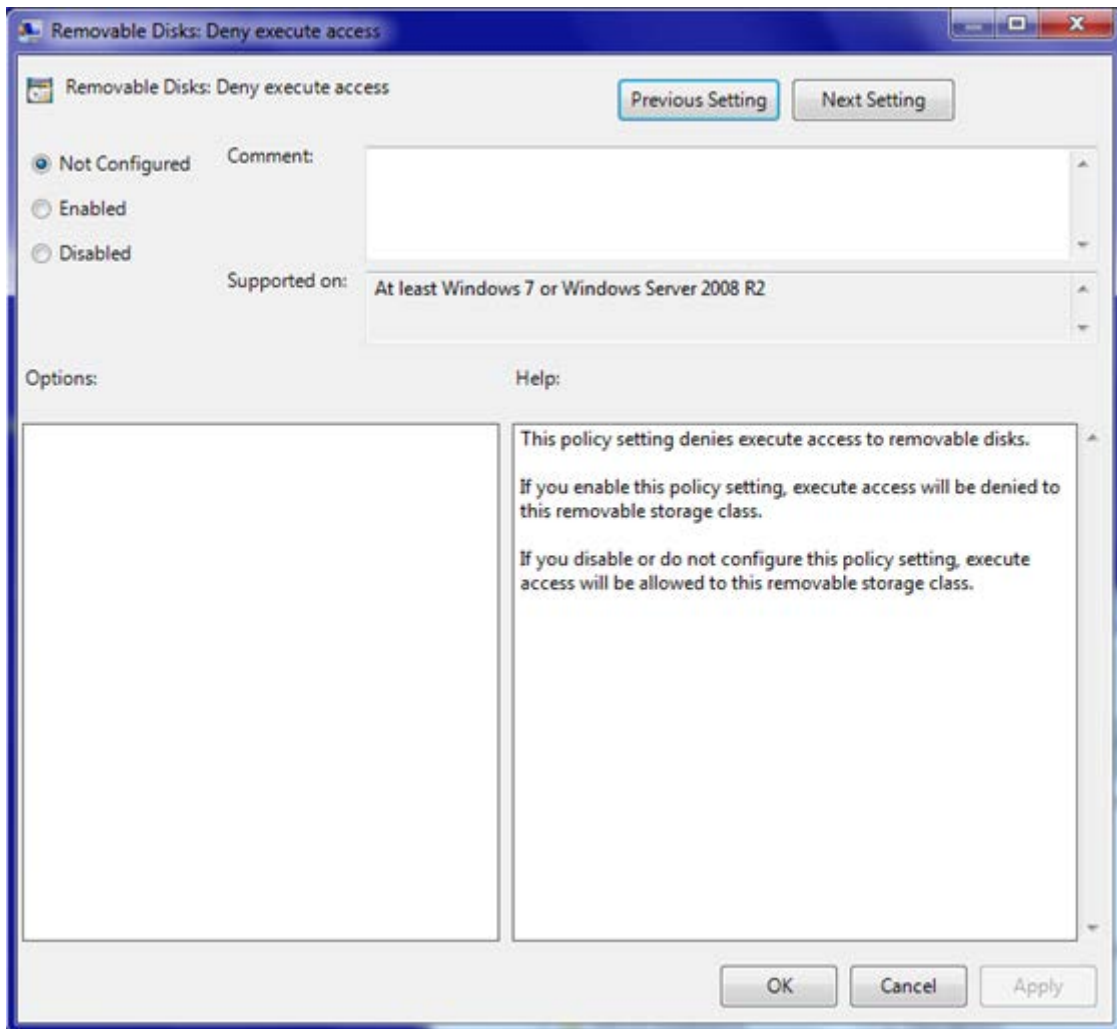 Removable Disks: Deny execute access
Removable Disks: Deny execute access
Previous Setting
Next Setting
Not Configured
Comment:
Enabled
Disabled
Supported on:
At least Windows 7 or Windows Server 2008 R2
Options:
Help:
This policy setting denies execute access to removable disks.
If you enable this policy setting, execute access will be denied to
this removable storage class.
If you disable or do not configure this policy setting, execute
access will be allowed to this removable storage class.
OK
Cancel
Apply